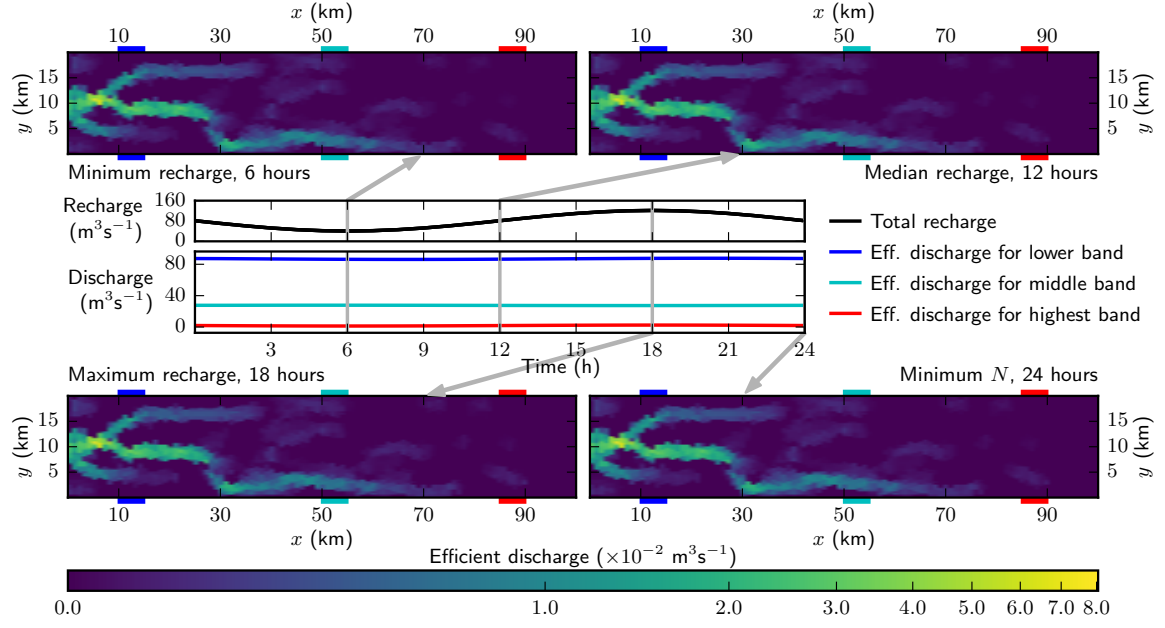 x (km)
10 30 50 70 90 10 30 50 70 90
y (km) 15 10 5 15 10 5 y (km)
Minimum recharge, 6 hours Median recharge, 12 hours
Recharge (m³s⁻¹) 160 80 0
Discharge (m³s⁻¹) 80 40 0
Total recharge
Eff. discharge for lower band
Eff. discharge for middle band
Eff. discharge for highest band
3 6 9 12 15 18 21 24
Time (h)
Maximum recharge, 18 hours Minimum N, 24 hours
y (km) 15 10 5 15 10 5 y (km)
10 30 50 70 90 10 30 50 70 90
x (km) x (km)
Efficient discharge (×10⁻² m³s⁻¹)
0.0 1.0 2.0 3.0 4.0 5.0 6.0 7.0 8.0